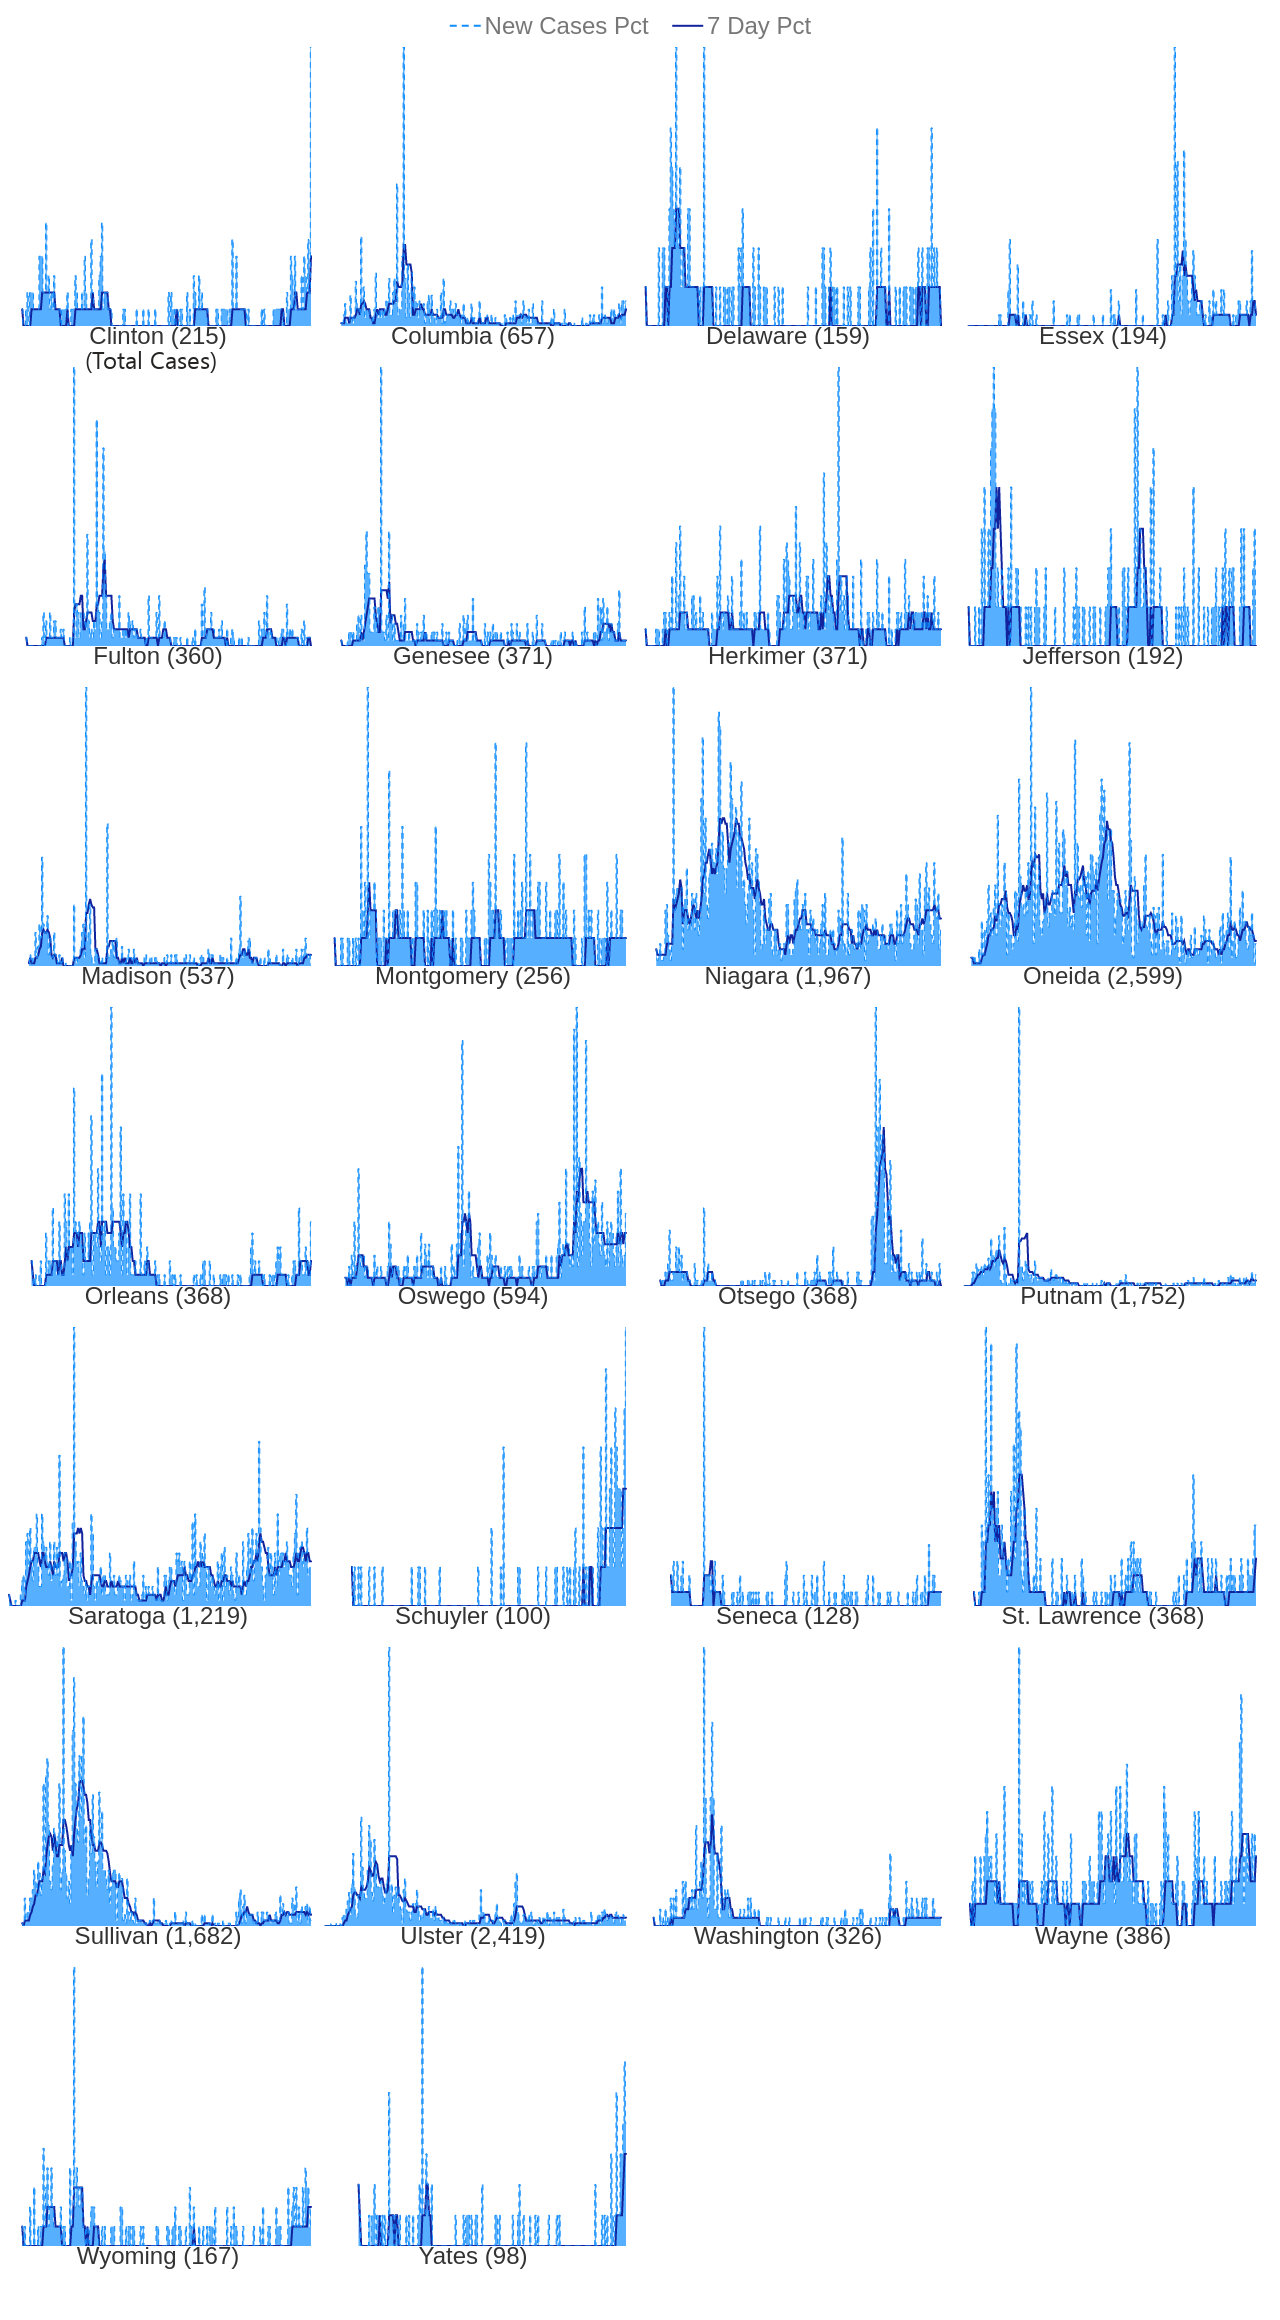 New Cases Pct 7 Day Pct
Clinton (215) Columbia (657) Delaware (159) Essex (194)
(Total Cases)
Fulton (360) Genesee (371) Herkimer (371) Jefferson (192)
Madison (537) Montgomery (256) Niagara (1,967) Oneida (2,599)
Orleans (368) Oswego (594) Otsego (368) Putnam (1,752)
Saratoga (1,219) Schuyler (100) Seneca (128) St. Lawrence (368)
Sullivan (1,682) Ulster (2,419) Washington (326) Wayne (386)
Wyoming (167) Yates (98)